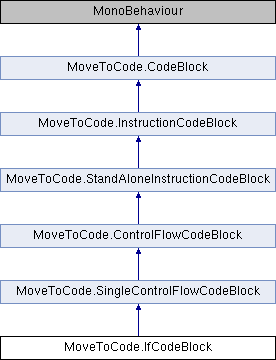 MonoBehaviour
MoveToCode.CodeBlock
MoveToCode.InstructionCodeBlock
MoveToCode.StandAloneInstructionCodeBlock
MoveToCode.ControlFlowCodeBlock
MoveToCode.SingleControlFlowCodeBlock
MoveToCode.IfCodeBlock